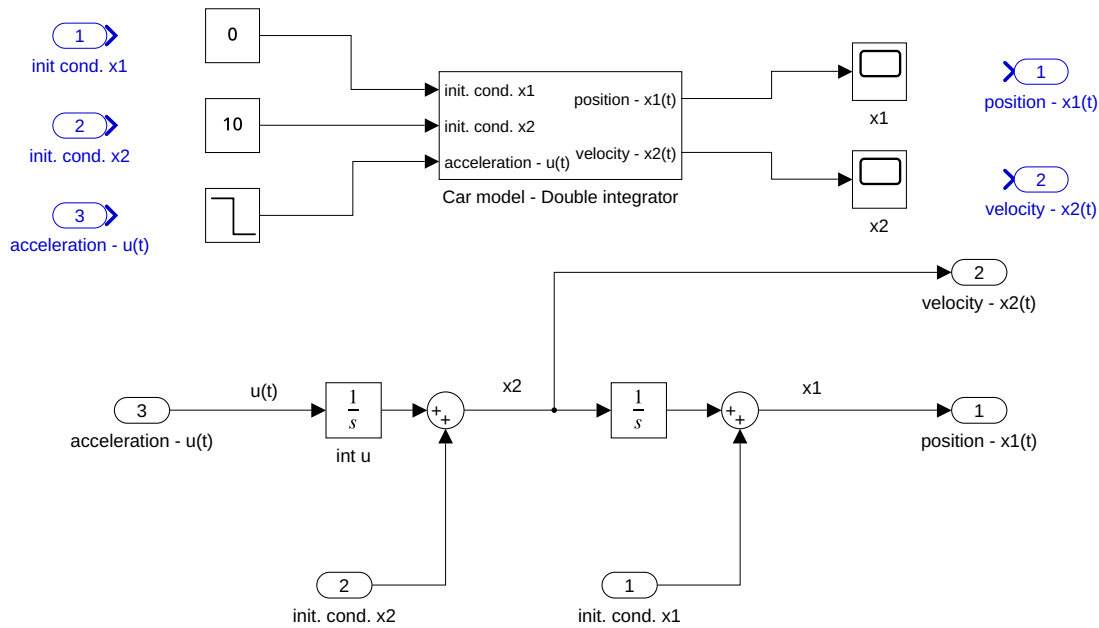 1
init cond. x1
2
init. cond. x2
3
acceleration - u(t)
0
10
init. cond. x1
init. cond. x2
acceleration - u(t)
position - x1(t)
velocity - x2(t)
Car model - Double integrator
x1
x2
1
position - x1(t)
2
velocity - x2(t)
2
velocity - x2(t)
3
acceleration - u(t)
u(t)
1
s
int u
+
+
x2
1
s
+
+
x1
1
position - x1(t)
2
init. cond. x2
1
init. cond. x1